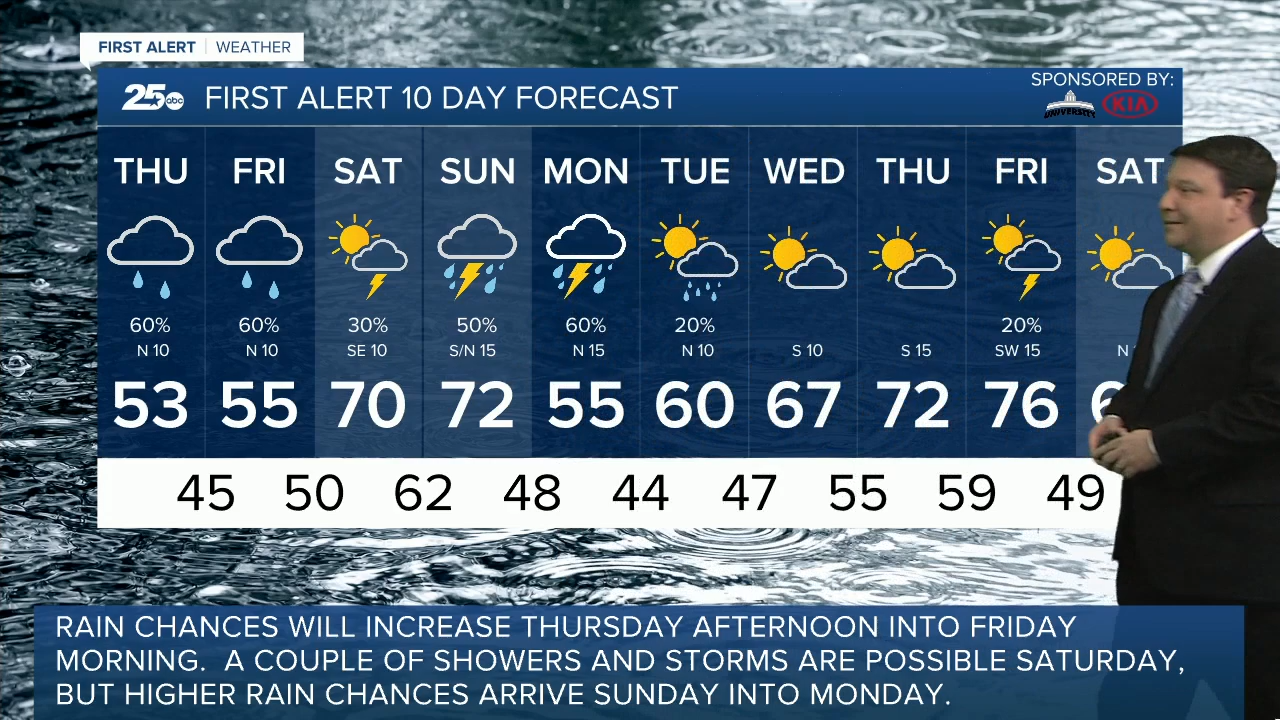 FIRST ALERT WEATHER
25 abc FIRST ALERT 10 DAY FORECAST
SPONSORED BY:
UNIVERSITY KIA
THU FRI SAT SUN MON TUE WED THU FRI SAT
60% 60% 30% 50% 60% 20% 20%
N 10 N 10 SE 10 S/N 15 N 15 N 10 S 10 S 15 SW 15 N
53 55 70 72 55 60 67 72 76
45 50 62 48 44 47 55 59 49
RAIN CHANCES WILL INCREASE THURSDAY AFTERNOON INTO FRIDAY
MORNING. A COUPLE OF SHOWERS AND STORMS ARE POSSIBLE SATURDAY,
BUT HIGHER RAIN CHANCES ARRIVE SUNDAY INTO MONDAY.